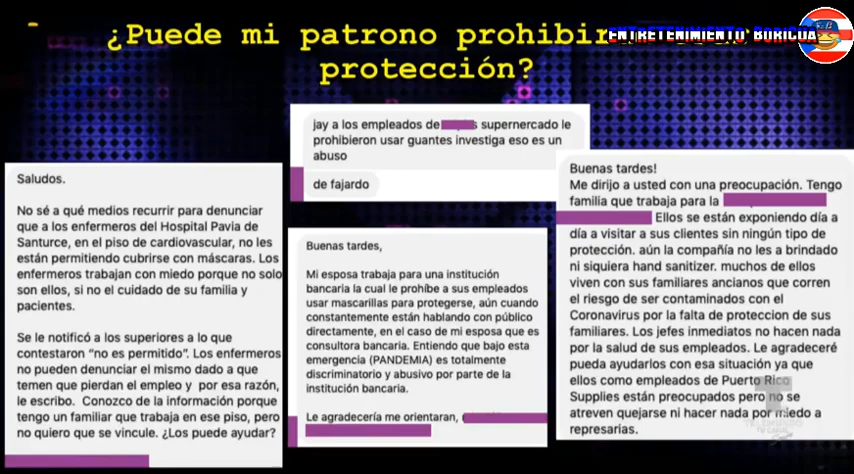 ¿Puede mi patrono prohibir
protección?
ENTRETENIMIENTO BORICUA
jay a los empleados de s supernercado le
prohibieron usar guantes investiga eso es un
abuso
de fajardo
Saludos.
No sé a qué medios recurrir para denunciar
que a los enfermeros del Hospital Pavia de
Santurce, en el piso de cardiovascular, no les
están permitiendo cubrirse con máscaras. Los
enfermeros trabajan con miedo porque no solo
son ellos, si no el cuidado de su familia y
pacientes.
Se le notificó a los superiores a lo que
contestaron "no es permitido". Los enfermeros
no pueden denunciar el mismo dado a que
temen que pierdan el empleo y por esa razón,
le escribo. Conozco de la información porque
tengo un familiar que trabaja en ese piso, pero
no quiero que se vincule. ¿Los puede ayudar?
Buenas tardes,
Mi esposa trabaja para una institución
bancaria la cual le prohíbe a sus empleados
usar mascarillas para protegerse, aún cuando
constantemente están hablando con público
directamente, en el caso de mi esposa que es
consultora bancaria. Entiendo que bajo esta
emergencia (PANDEMIA) es totalmente
discriminatorio y abusivo por parte de la
institución bancaria.
Le agradecería me orientaran,
Buenas tardes!
Me dirijo a usted con una preocupación. Tengo
familia que trabaja para la
Ellos se están exponiendo día a
día a visitar a sus clientes sin ningún tipo de
protección. aún la compañía no les a brindado
ni siquiera hand sanitizer. muchos de ellos
viven con sus familiares ancianos que corren
el riesgo de ser contaminados con el
Coronavirus por la falta de proteccion de sus
familiares. Los jefes inmediatos no hacen nada
por la salud de sus empleados. Le agradeceré
pueda ayudarlos con esa situación ya que
ellos como empleados de Puerto Rico
Supplies están preocupados pero no se
atreven quejarse ni hacer nada por miedo a
represarías.
TELEMUNDO